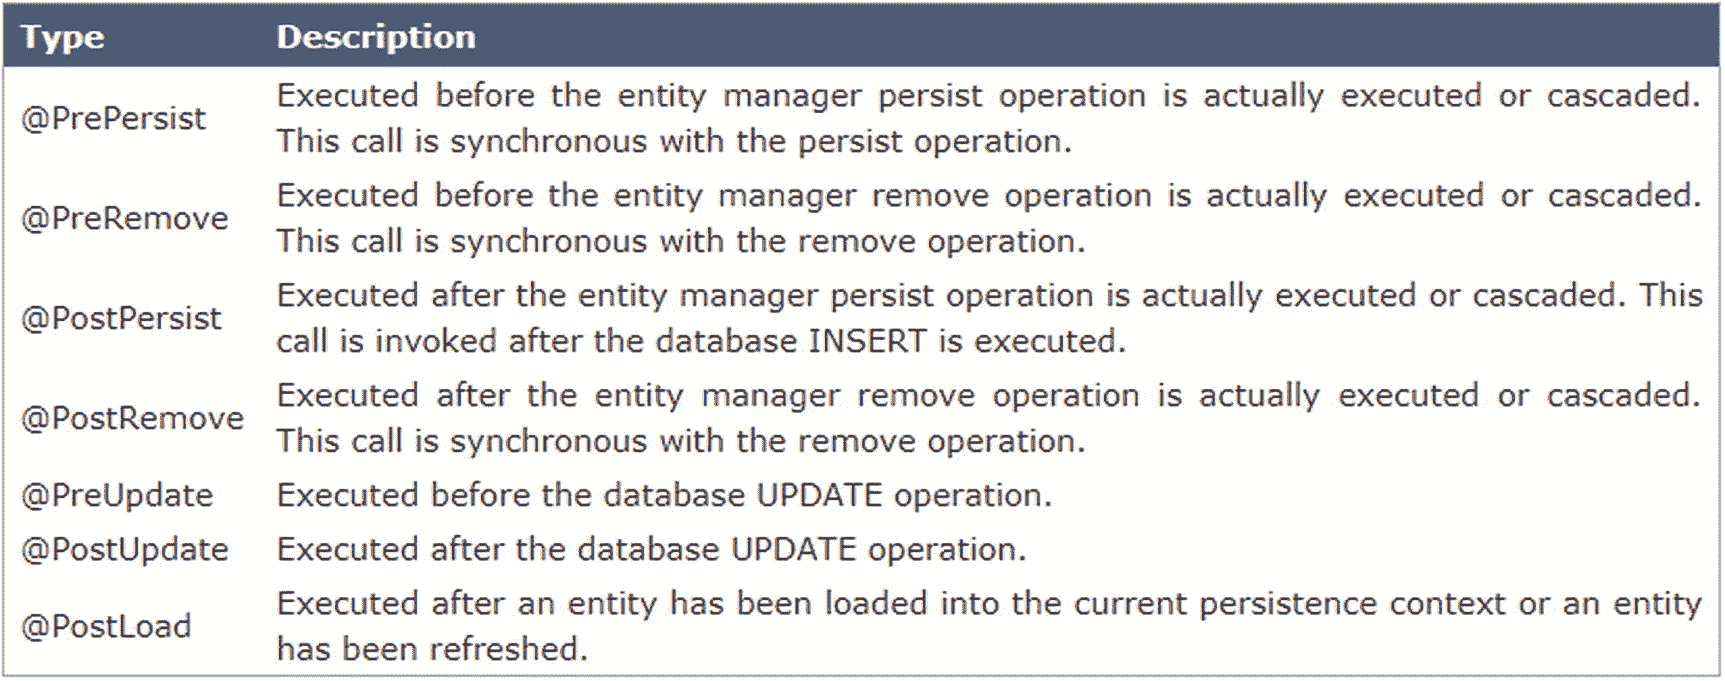 Type Description
@PrePersist Executed before the entity manager persist operation is actually executed or cascaded.
This call is synchronous with the persist operation.
@PreRemove Executed before the entity manager remove operation is actually executed or cascaded.
This call is synchronous with the remove operation.
@PostPersist Executed after the entity manager persist operation is actually executed or cascaded. This
call is invoked after the database INSERT is executed.
@PostRemove Executed after the entity manager remove operation is actually executed or cascaded.
This call is synchronous with the remove operation.
@PreUpdate Executed before the database UPDATE operation.
@PostUpdate Executed after the database UPDATE operation.
@PostLoad Executed after an entity has been loaded into the current persistence context or an entity
has been refreshed.